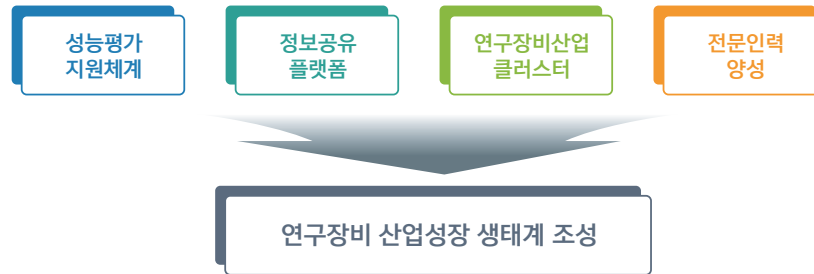 성능평가
지원체계
정보공유
플랫폼
연구장비산업
클러스터
전문인력
양성
연구장비 산업성장 생태계 조성